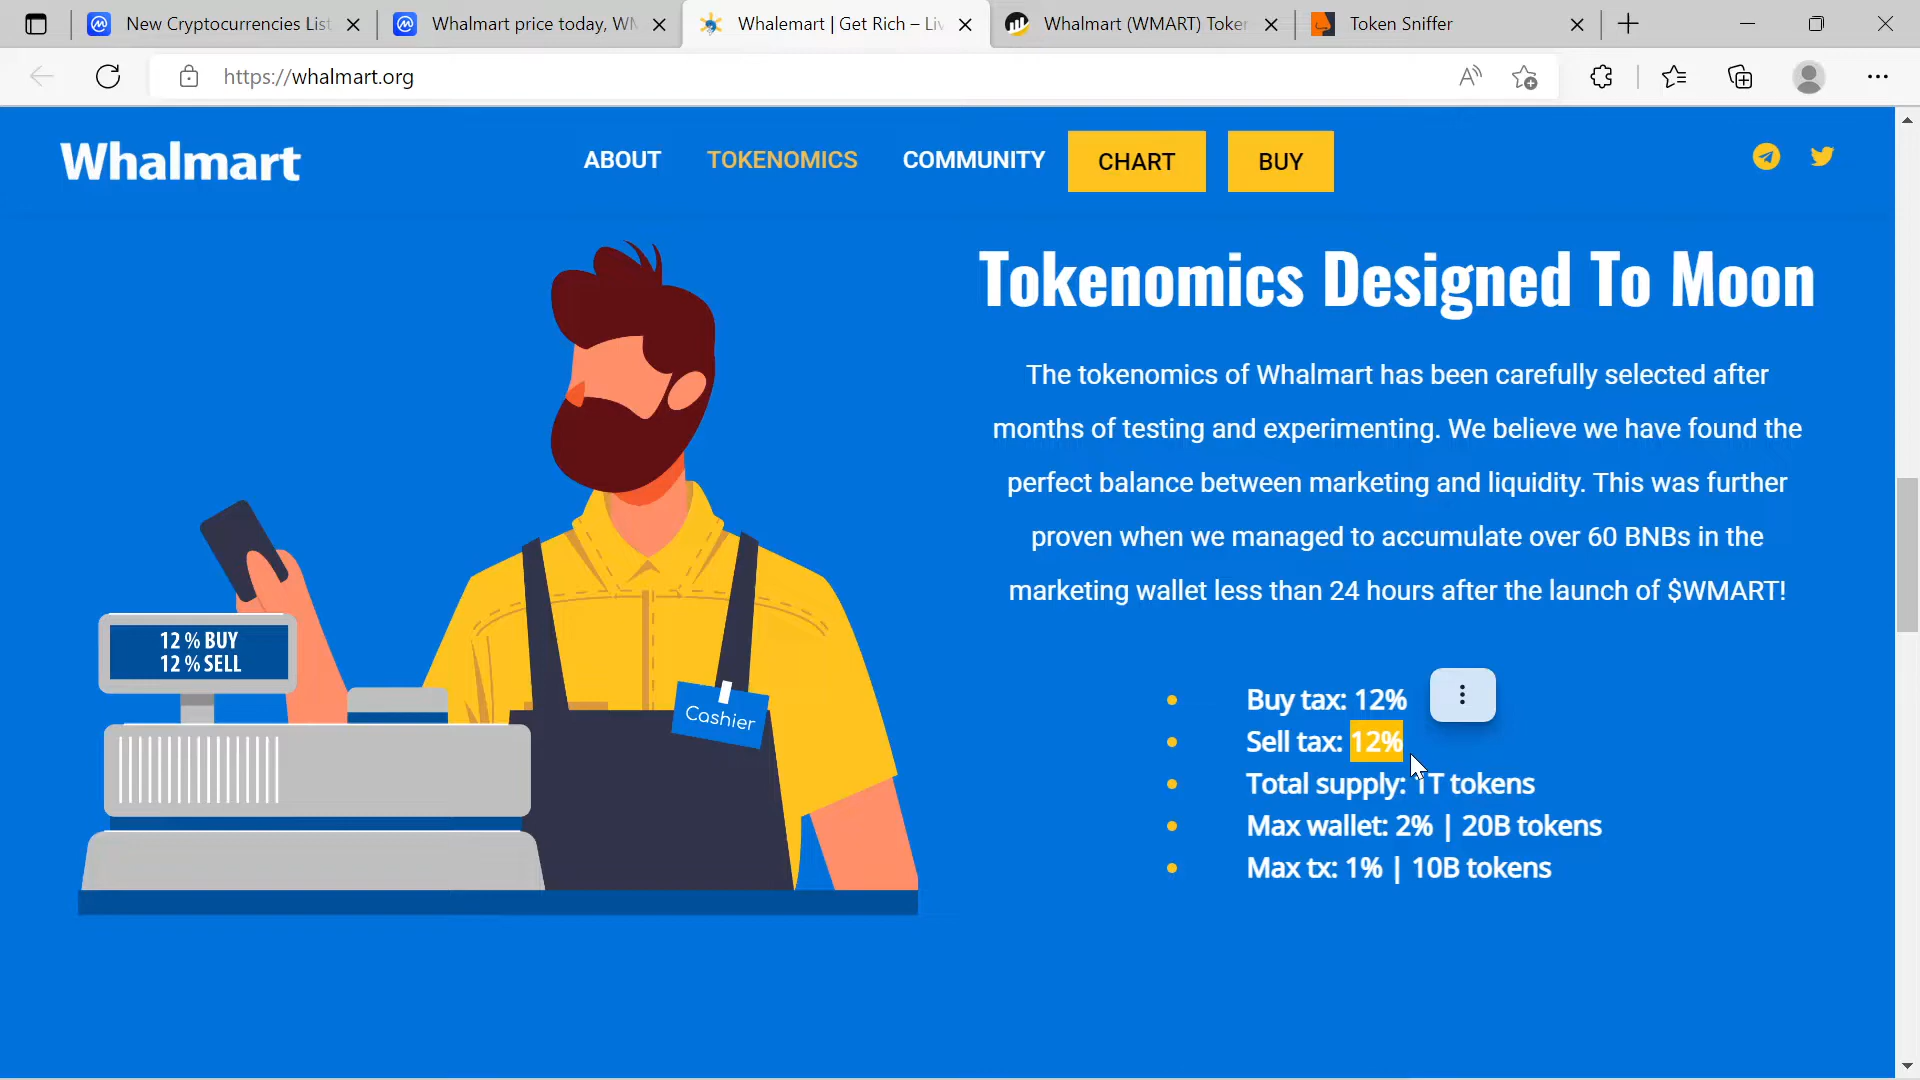 New Cryptocurrencies List
Whalmart price today, WM
Whalemart | Get Rich – Liv
Whalmart (WMART) Token
Token Sniffer
https://whalmart.org
Whalmart
ABOUT
TOKENOMICS
COMMUNITY
CHART
BUY
Tokenomics Designed To Moon
The tokenomics of Whalmart has been carefully selected after
months of testing and experimenting. We believe we have found the
perfect balance between marketing and liquidity. This was further
proven when we managed to accumulate over 60 BNBs in the
marketing wallet less than 24 hours after the launch of $WMART!
12 % BUY
12 % SELL
Cashier
Buy tax: 12%
Sell tax: 12%
Total supply: 1T tokens
Max wallet: 2% | 20B tokens
Max tx: 1% | 10B tokens